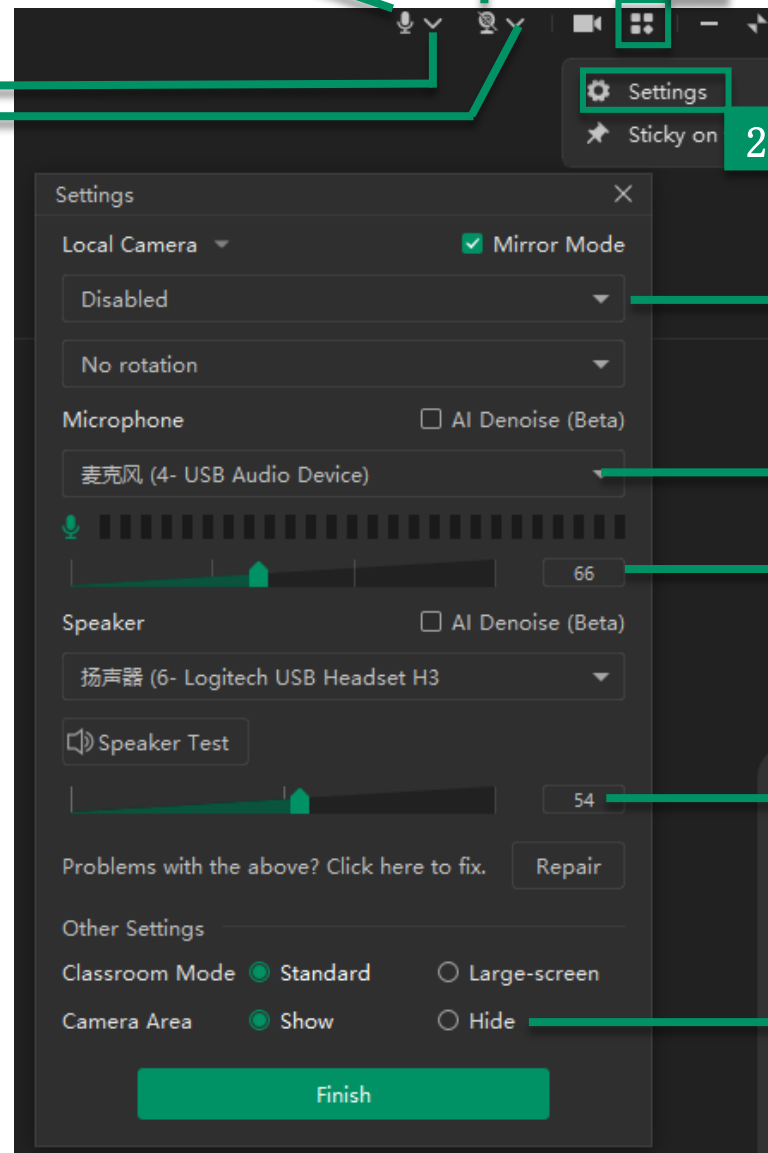 Settings
Sticky on
2
Settings
Local Camera
Mirror Mode
Disabled
No rotation
Microphone
AI Denoise (Beta)
麦克风 (4- USB Audio Device)
66
Speaker
AI Denoise (Beta)
扬声器 (6- Logitech USB Headset H3
Speaker Test
54
Problems with the above? Click here to fix.
Repair
Other Settings
Classroom Mode
Standard
Large-screen
Camera Area
Show
Hide
Finish